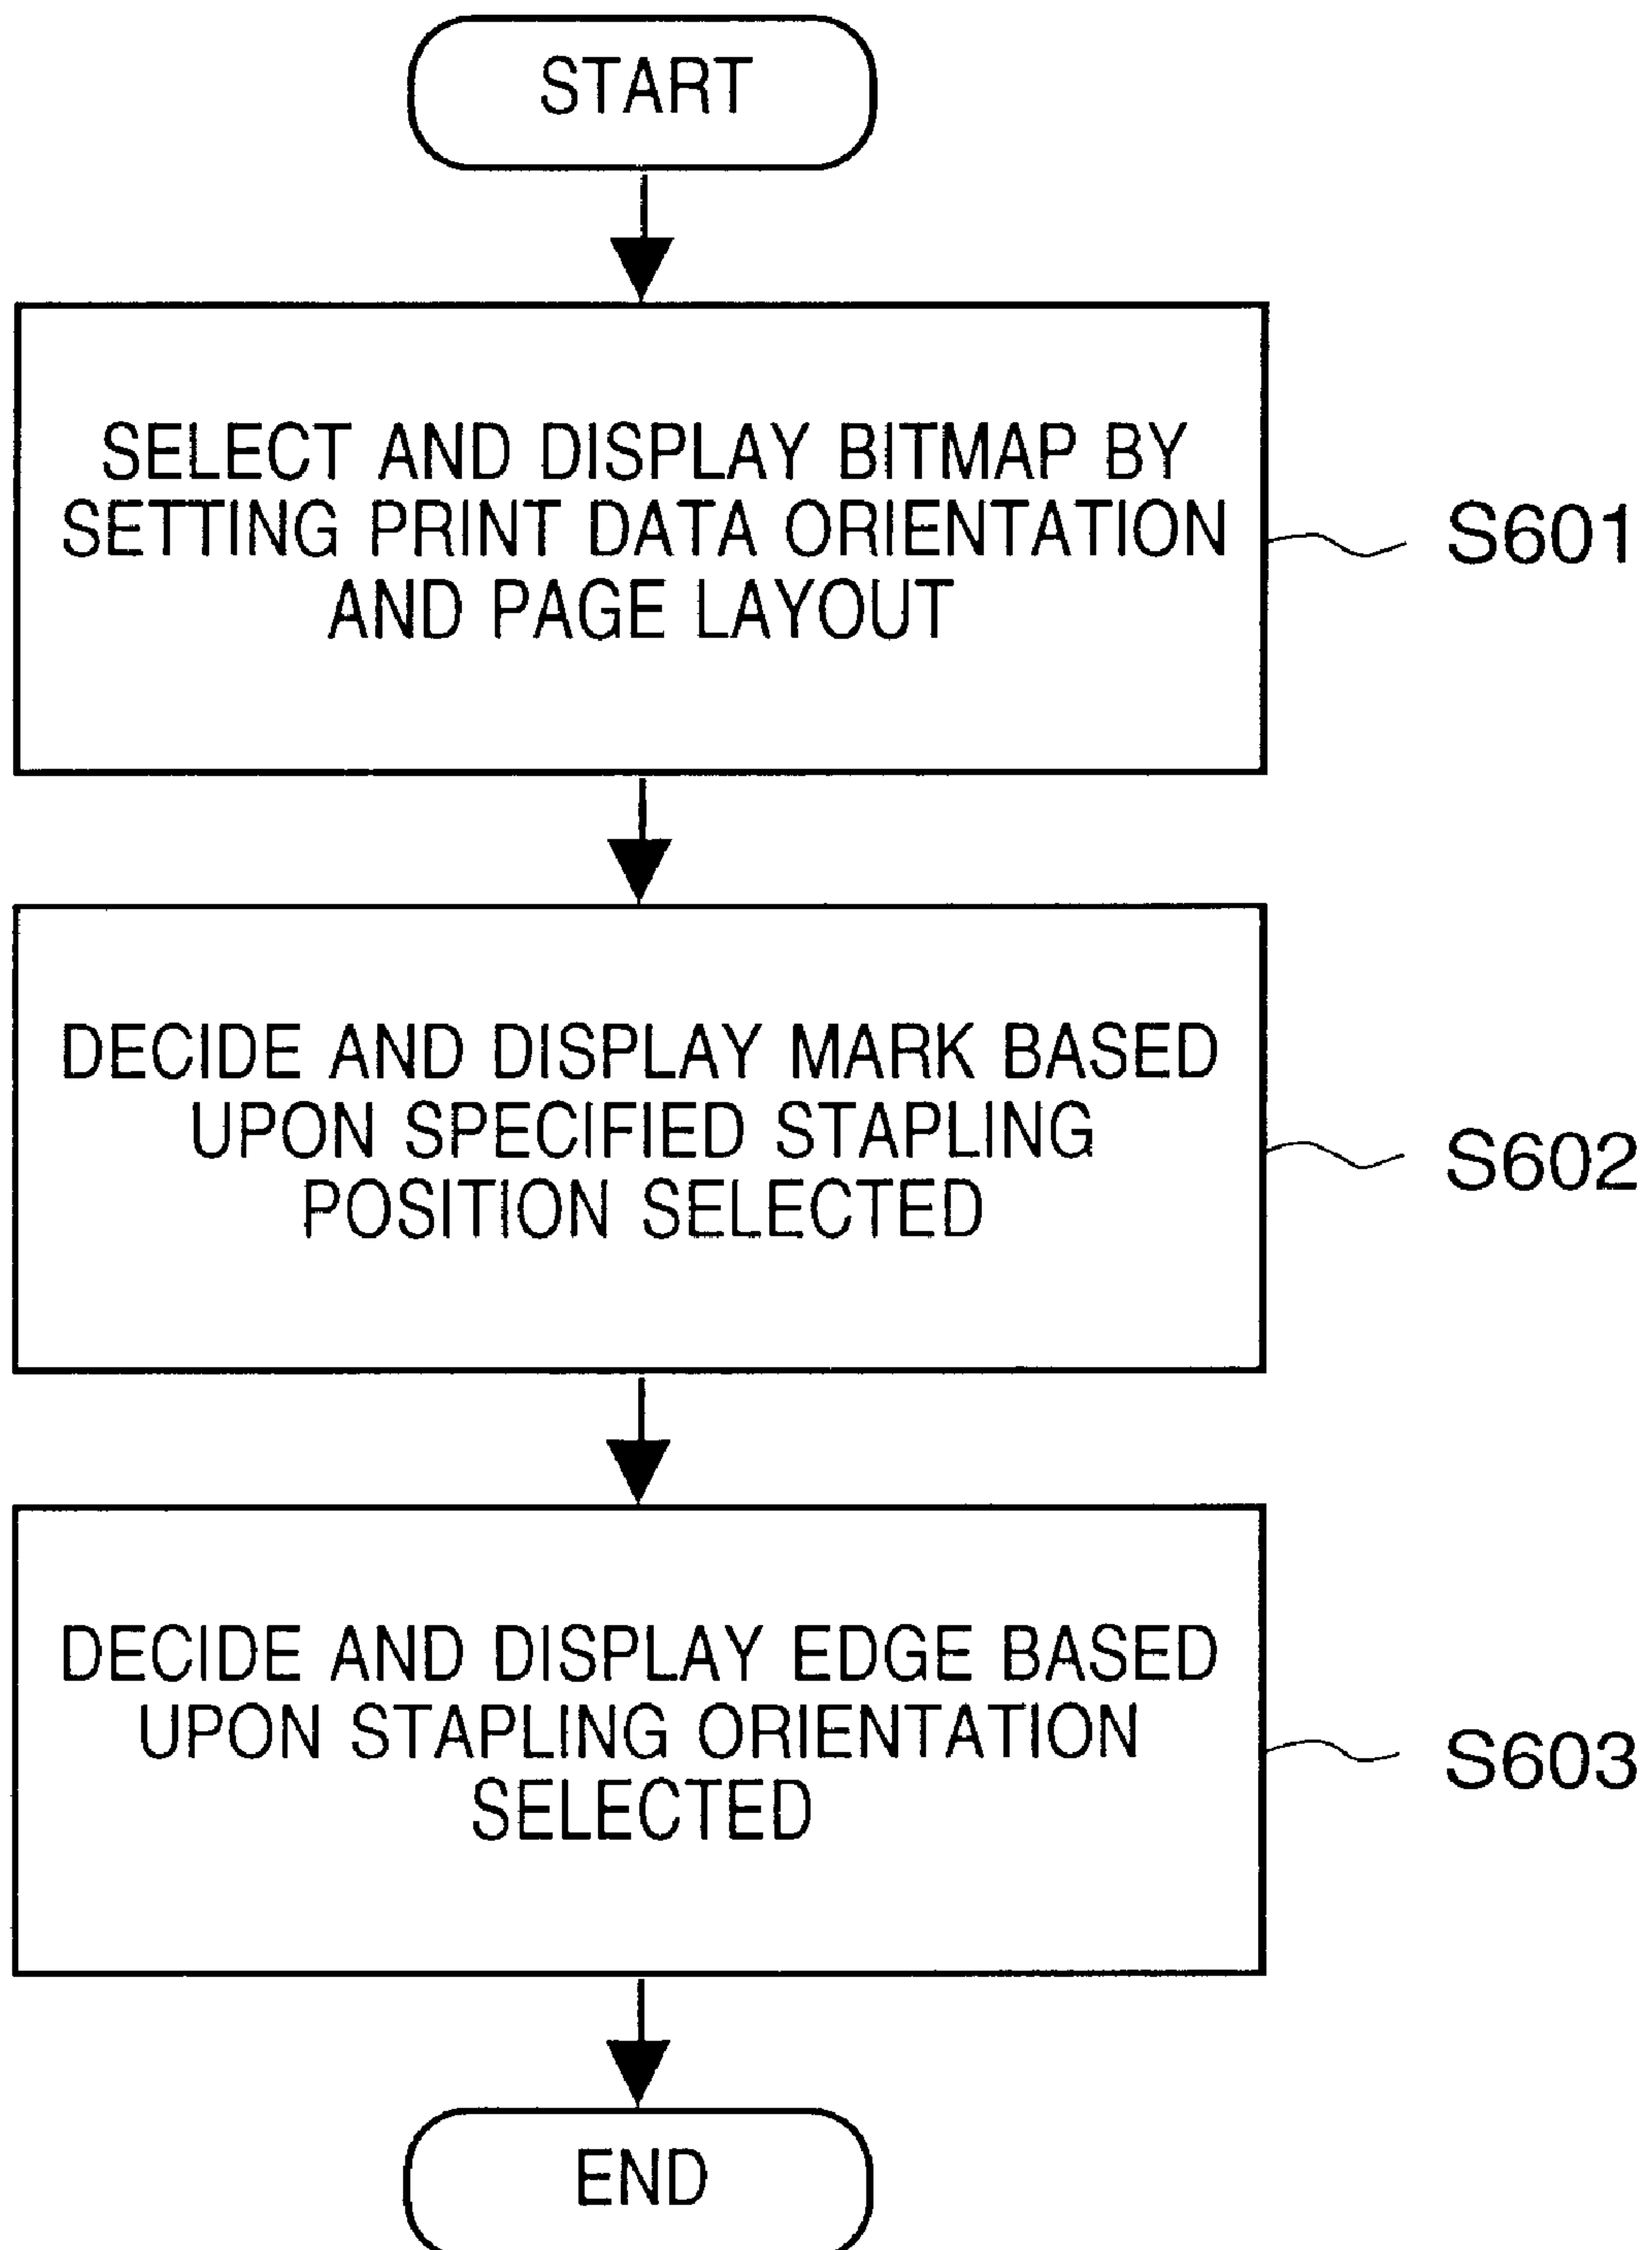 START
SELECT AND DISPLAY BITMAP BY
SETTING PRINT DATA ORIENTATION
AND PAGE LAYOUT
S601
DECIDE AND DISPLAY MARK BASED
UPON SPECIFIED STAPLING
POSITION SELECTED
S602
DECIDE AND DISPLAY EDGE BASED
UPON STAPLING ORIENTATION
SELECTED
S603
END